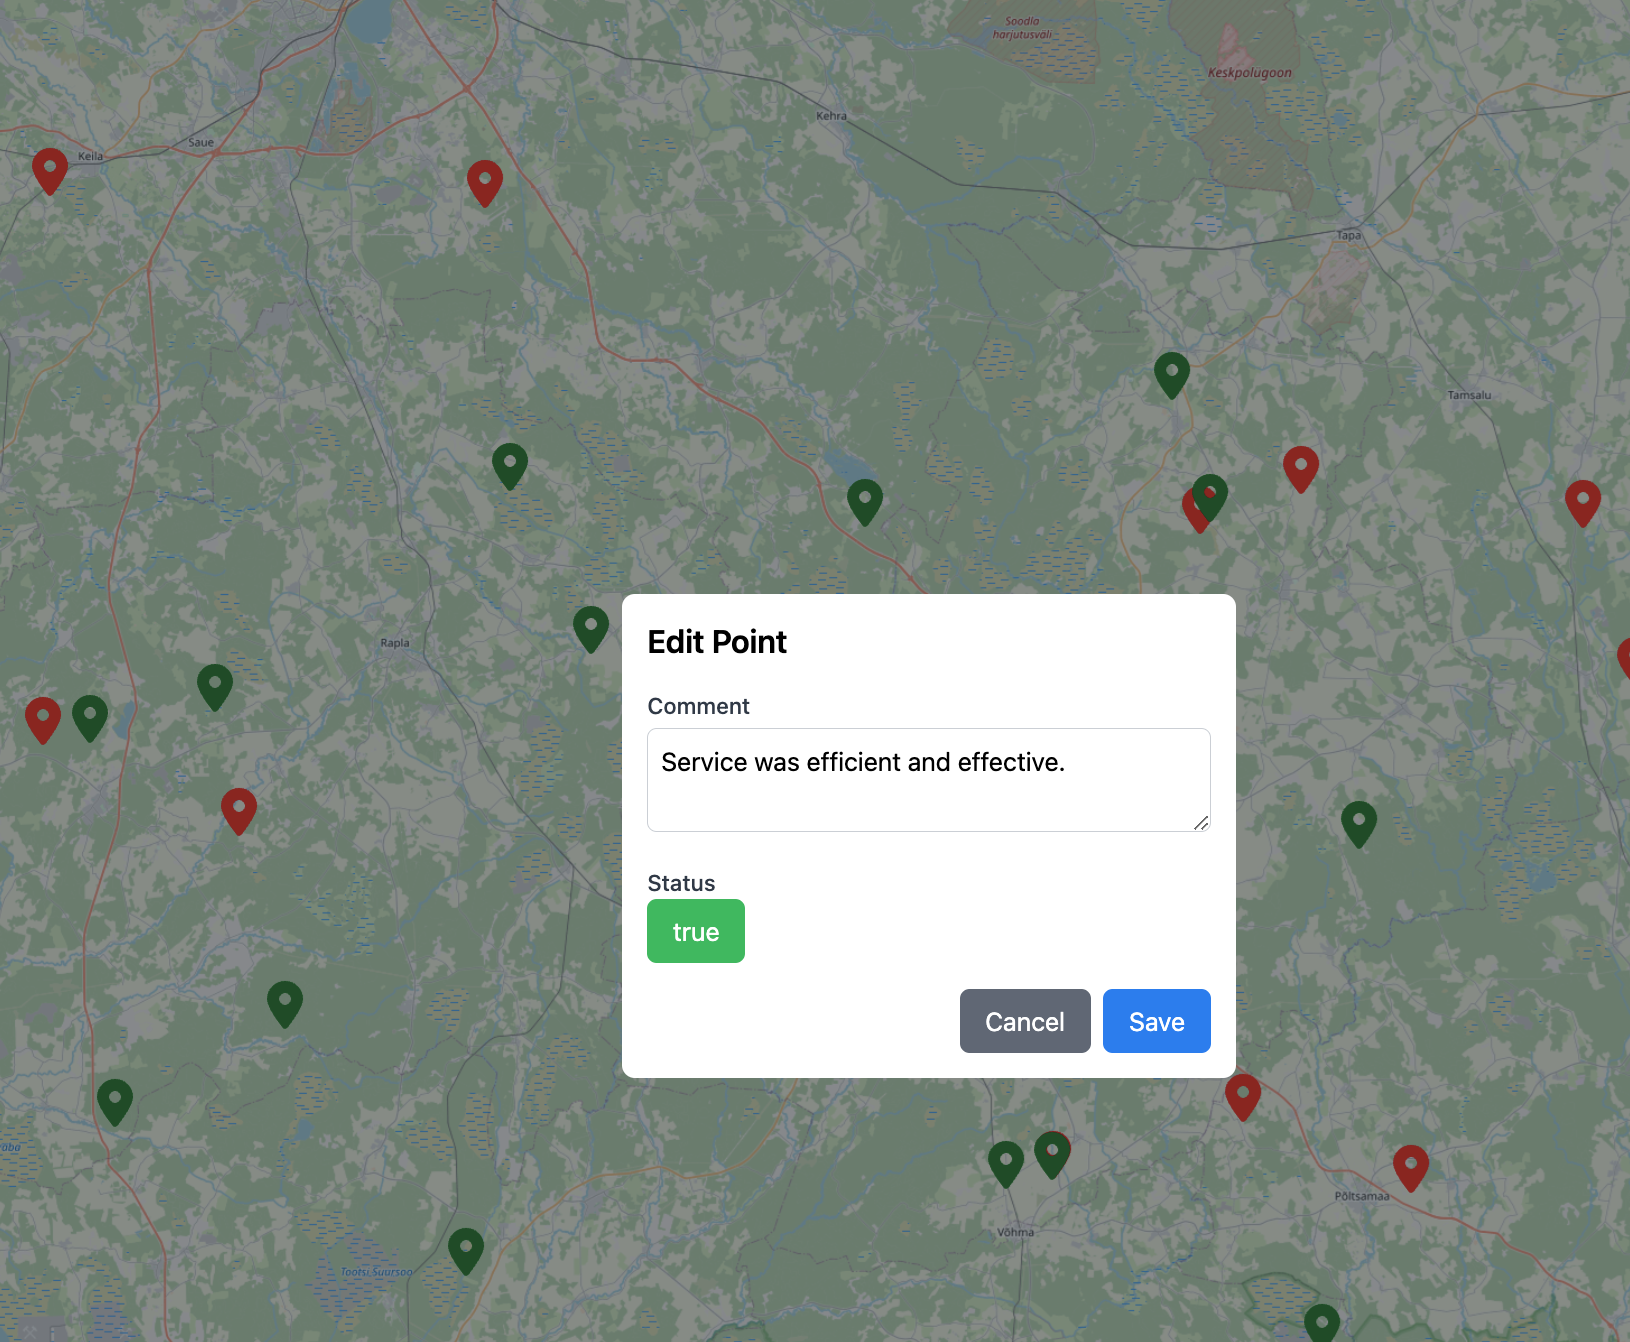 Soodla
harjutusväli
Keskpolügoon
Kehra
Saue
Keila
Tapa
Tamsalu
Rapla
Edit Point
Comment
Service was efficient and effective.
Status
true
Cancel
Save
Põltsamaa
Võhma
Tootsi Suursoo